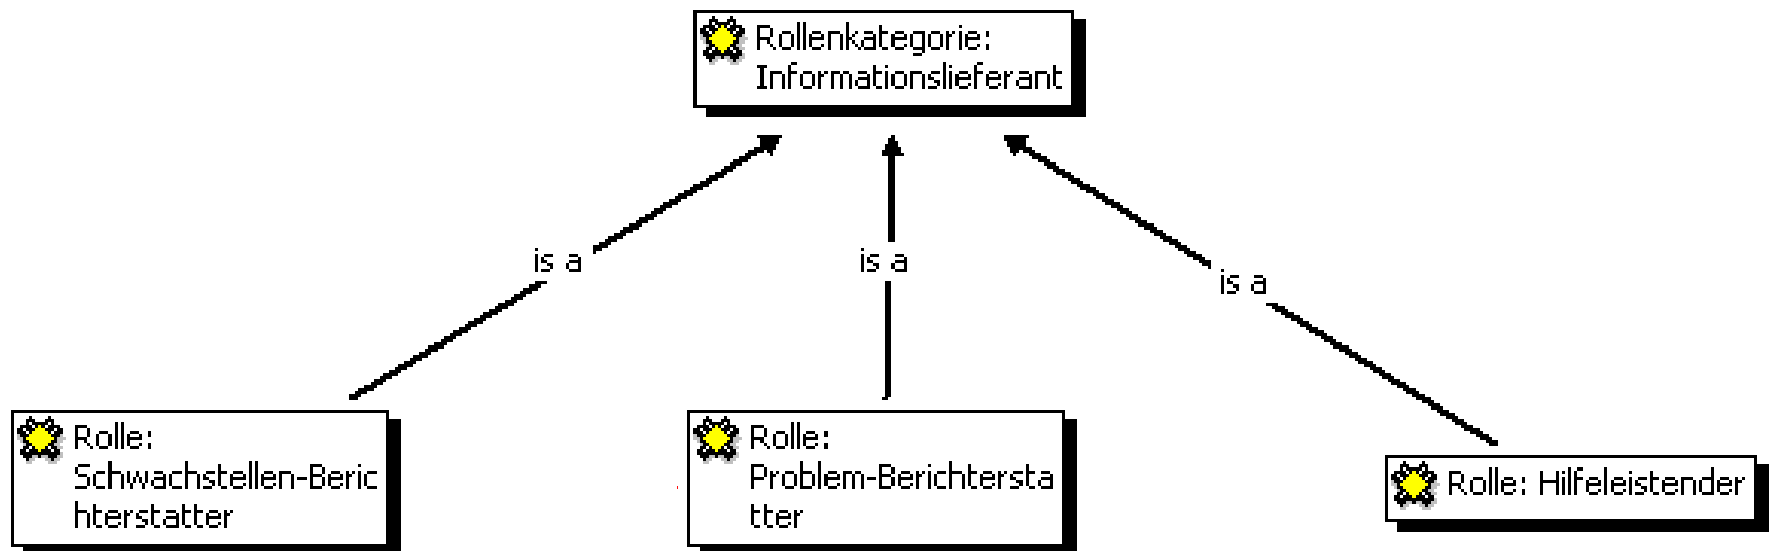 Rollenkategorie:
Informationslieferant
is a
is a
is a
Rolle:
Schwachstellen-Beric
hterstatter
Rolle:
Problem-Berichtersta
tter
Rolle: Hilfeleistender